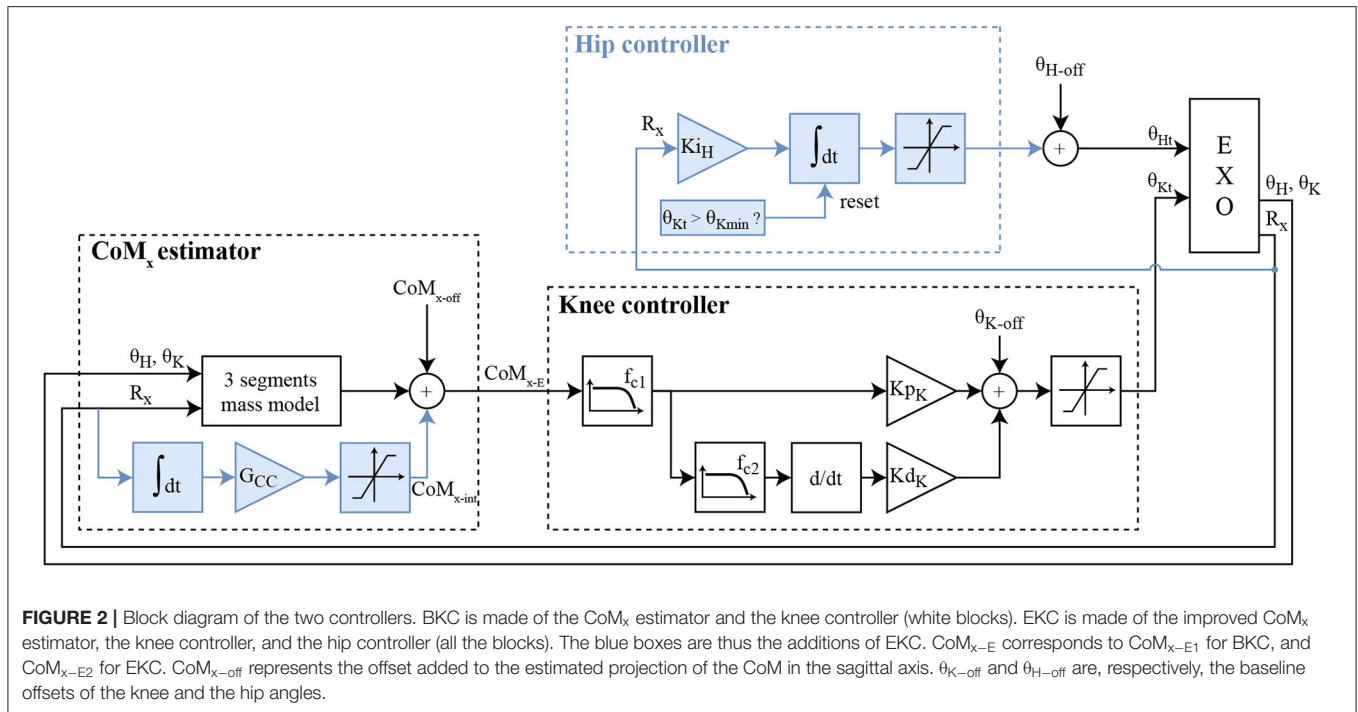 Hip controller
θH-off
Rx
KiH
∫dt
reset
θKt > θKmin ?
θHt
θKt
E
X
O
θH, θK
Rx
CoMx estimator
CoMx-off
θH, θK
Rx
3 segments
mass model
∫dt
GCC
CoMx-int
CoMx-E
Knee controller
fc1
θK-off
KpK
fc2
d/dt
KdK
FIGURE 2 | Block diagram of the two controllers. BKC is made of the CoMx estimator and the knee controller (white blocks). EKC is made of the improved CoMx
estimator, the knee controller, and the hip controller (all the blocks). The blue boxes are thus the additions of EKC. CoMx−E corresponds to CoMx−E1 for BKC, and
CoMx−E2 for EKC. CoMx−off represents the offset added to the estimated projection of the CoM in the sagittal axis. θK−off and θH−off are, respectively, the baseline
offsets of the knee and the hip angles.